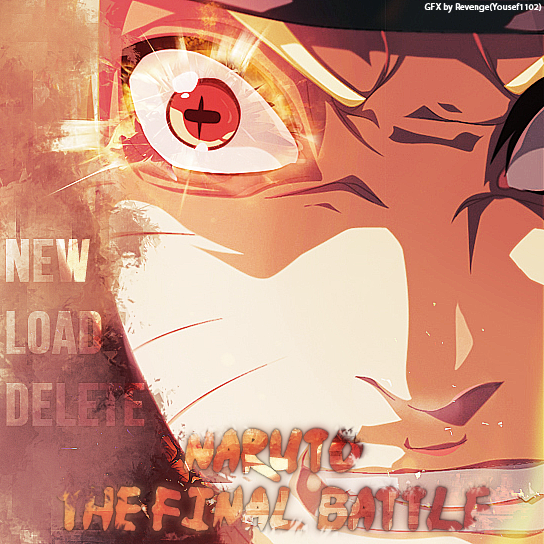 GFX by Revenge(Yousef1102)
NEW
LOAD
DELETE
NARUTO
THE FINAL BATTLE